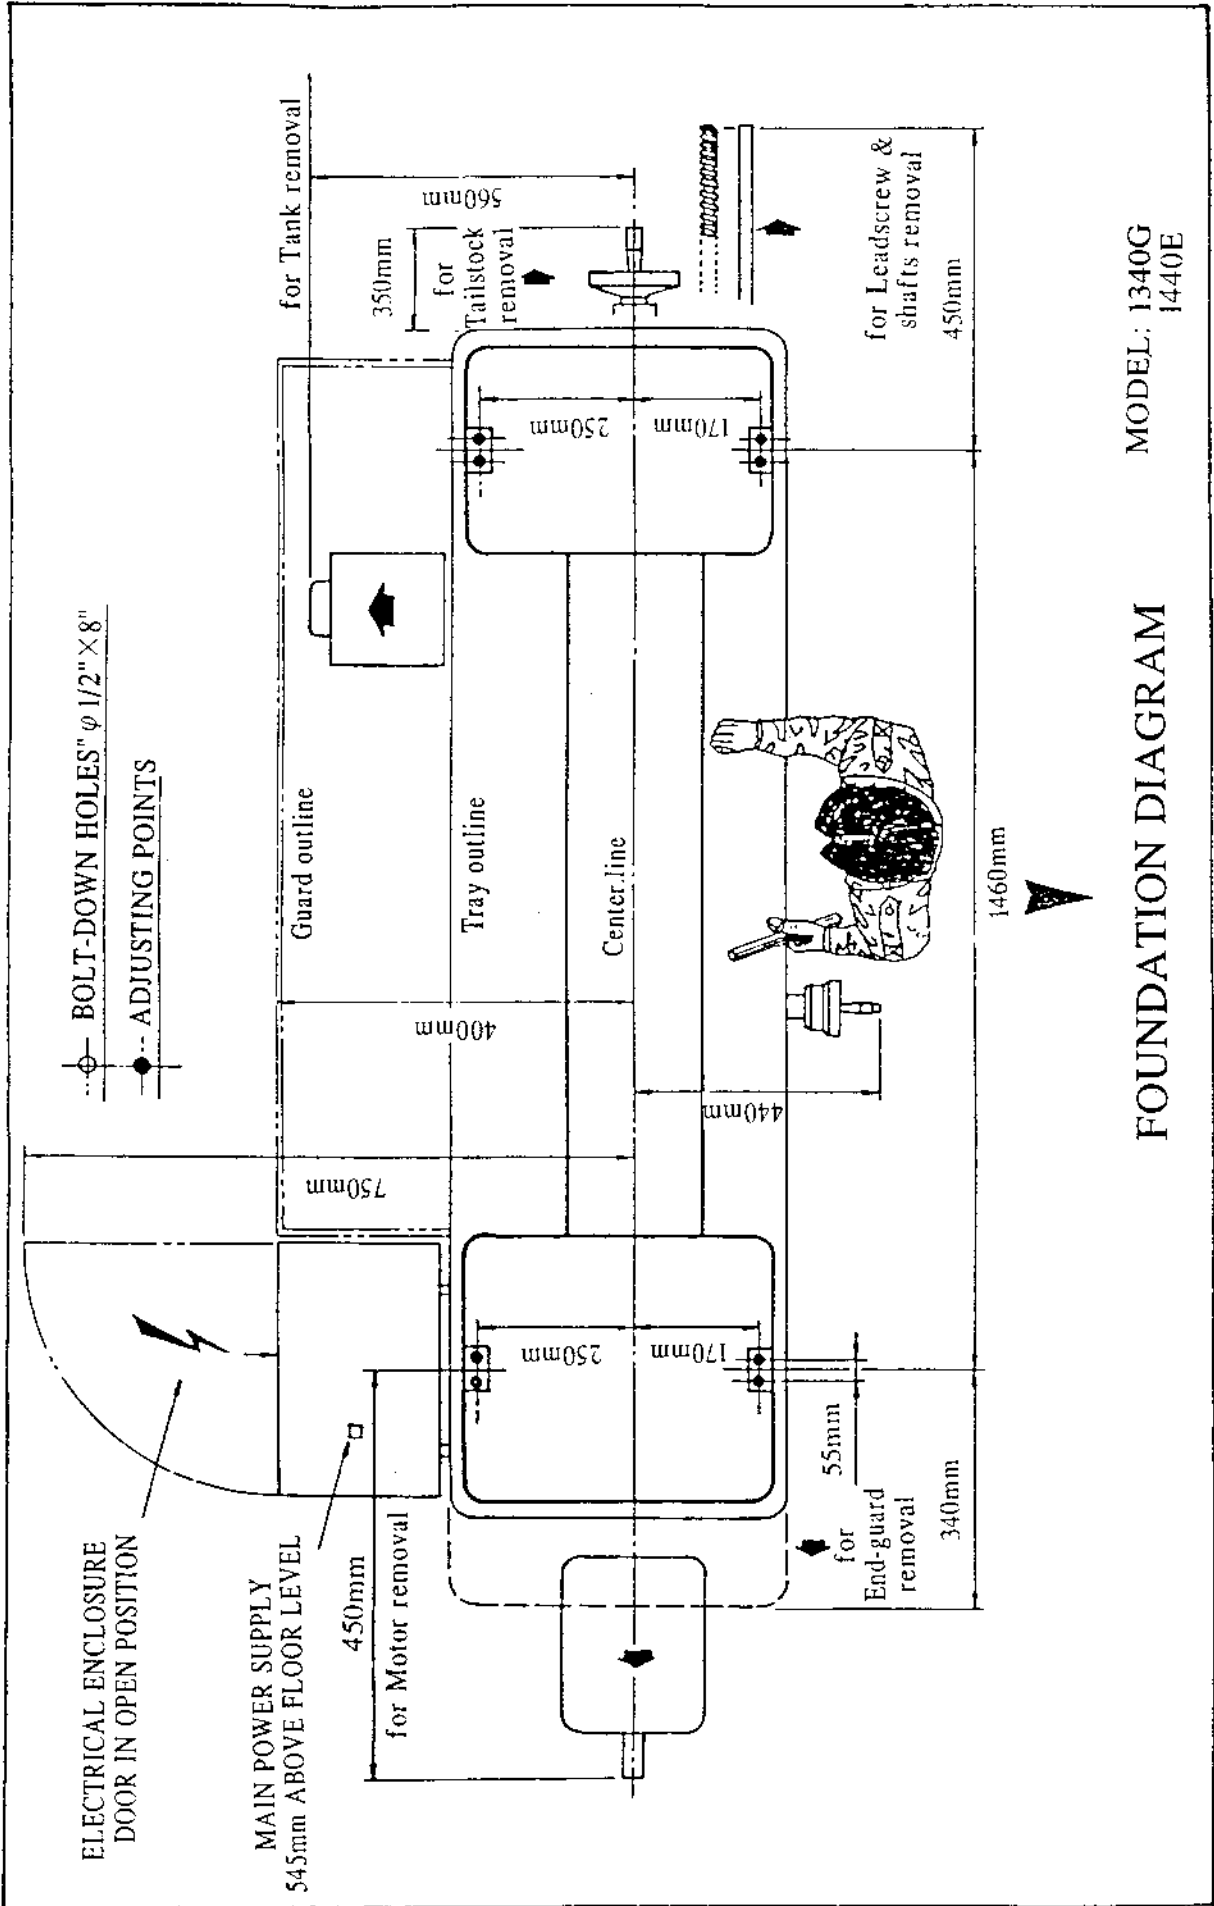 ELECTRICAL ENCLOSURE
DOOR IN OPEN POSITION
MAIN POWER SUPPLY
545mm ABOVE FLOOR LEVEL
BOLT-DOWN HOLES" φ 1/2"×8"
ADJUSTING POINTS
750mm
400mm
Guard outline
for Tank removal
560mm
350mm
for
Tailstock
removal
450mm
for Motor removal
Tray outline
250mm
170mm
250mm
170mm
Center line
440mm
55mm
for
End-guard
removal
340mm
1460mm
for Leadscrew &
shafts removal
450mm
FOUNDATION DIAGRAM
MODEL: 1340G
1440E